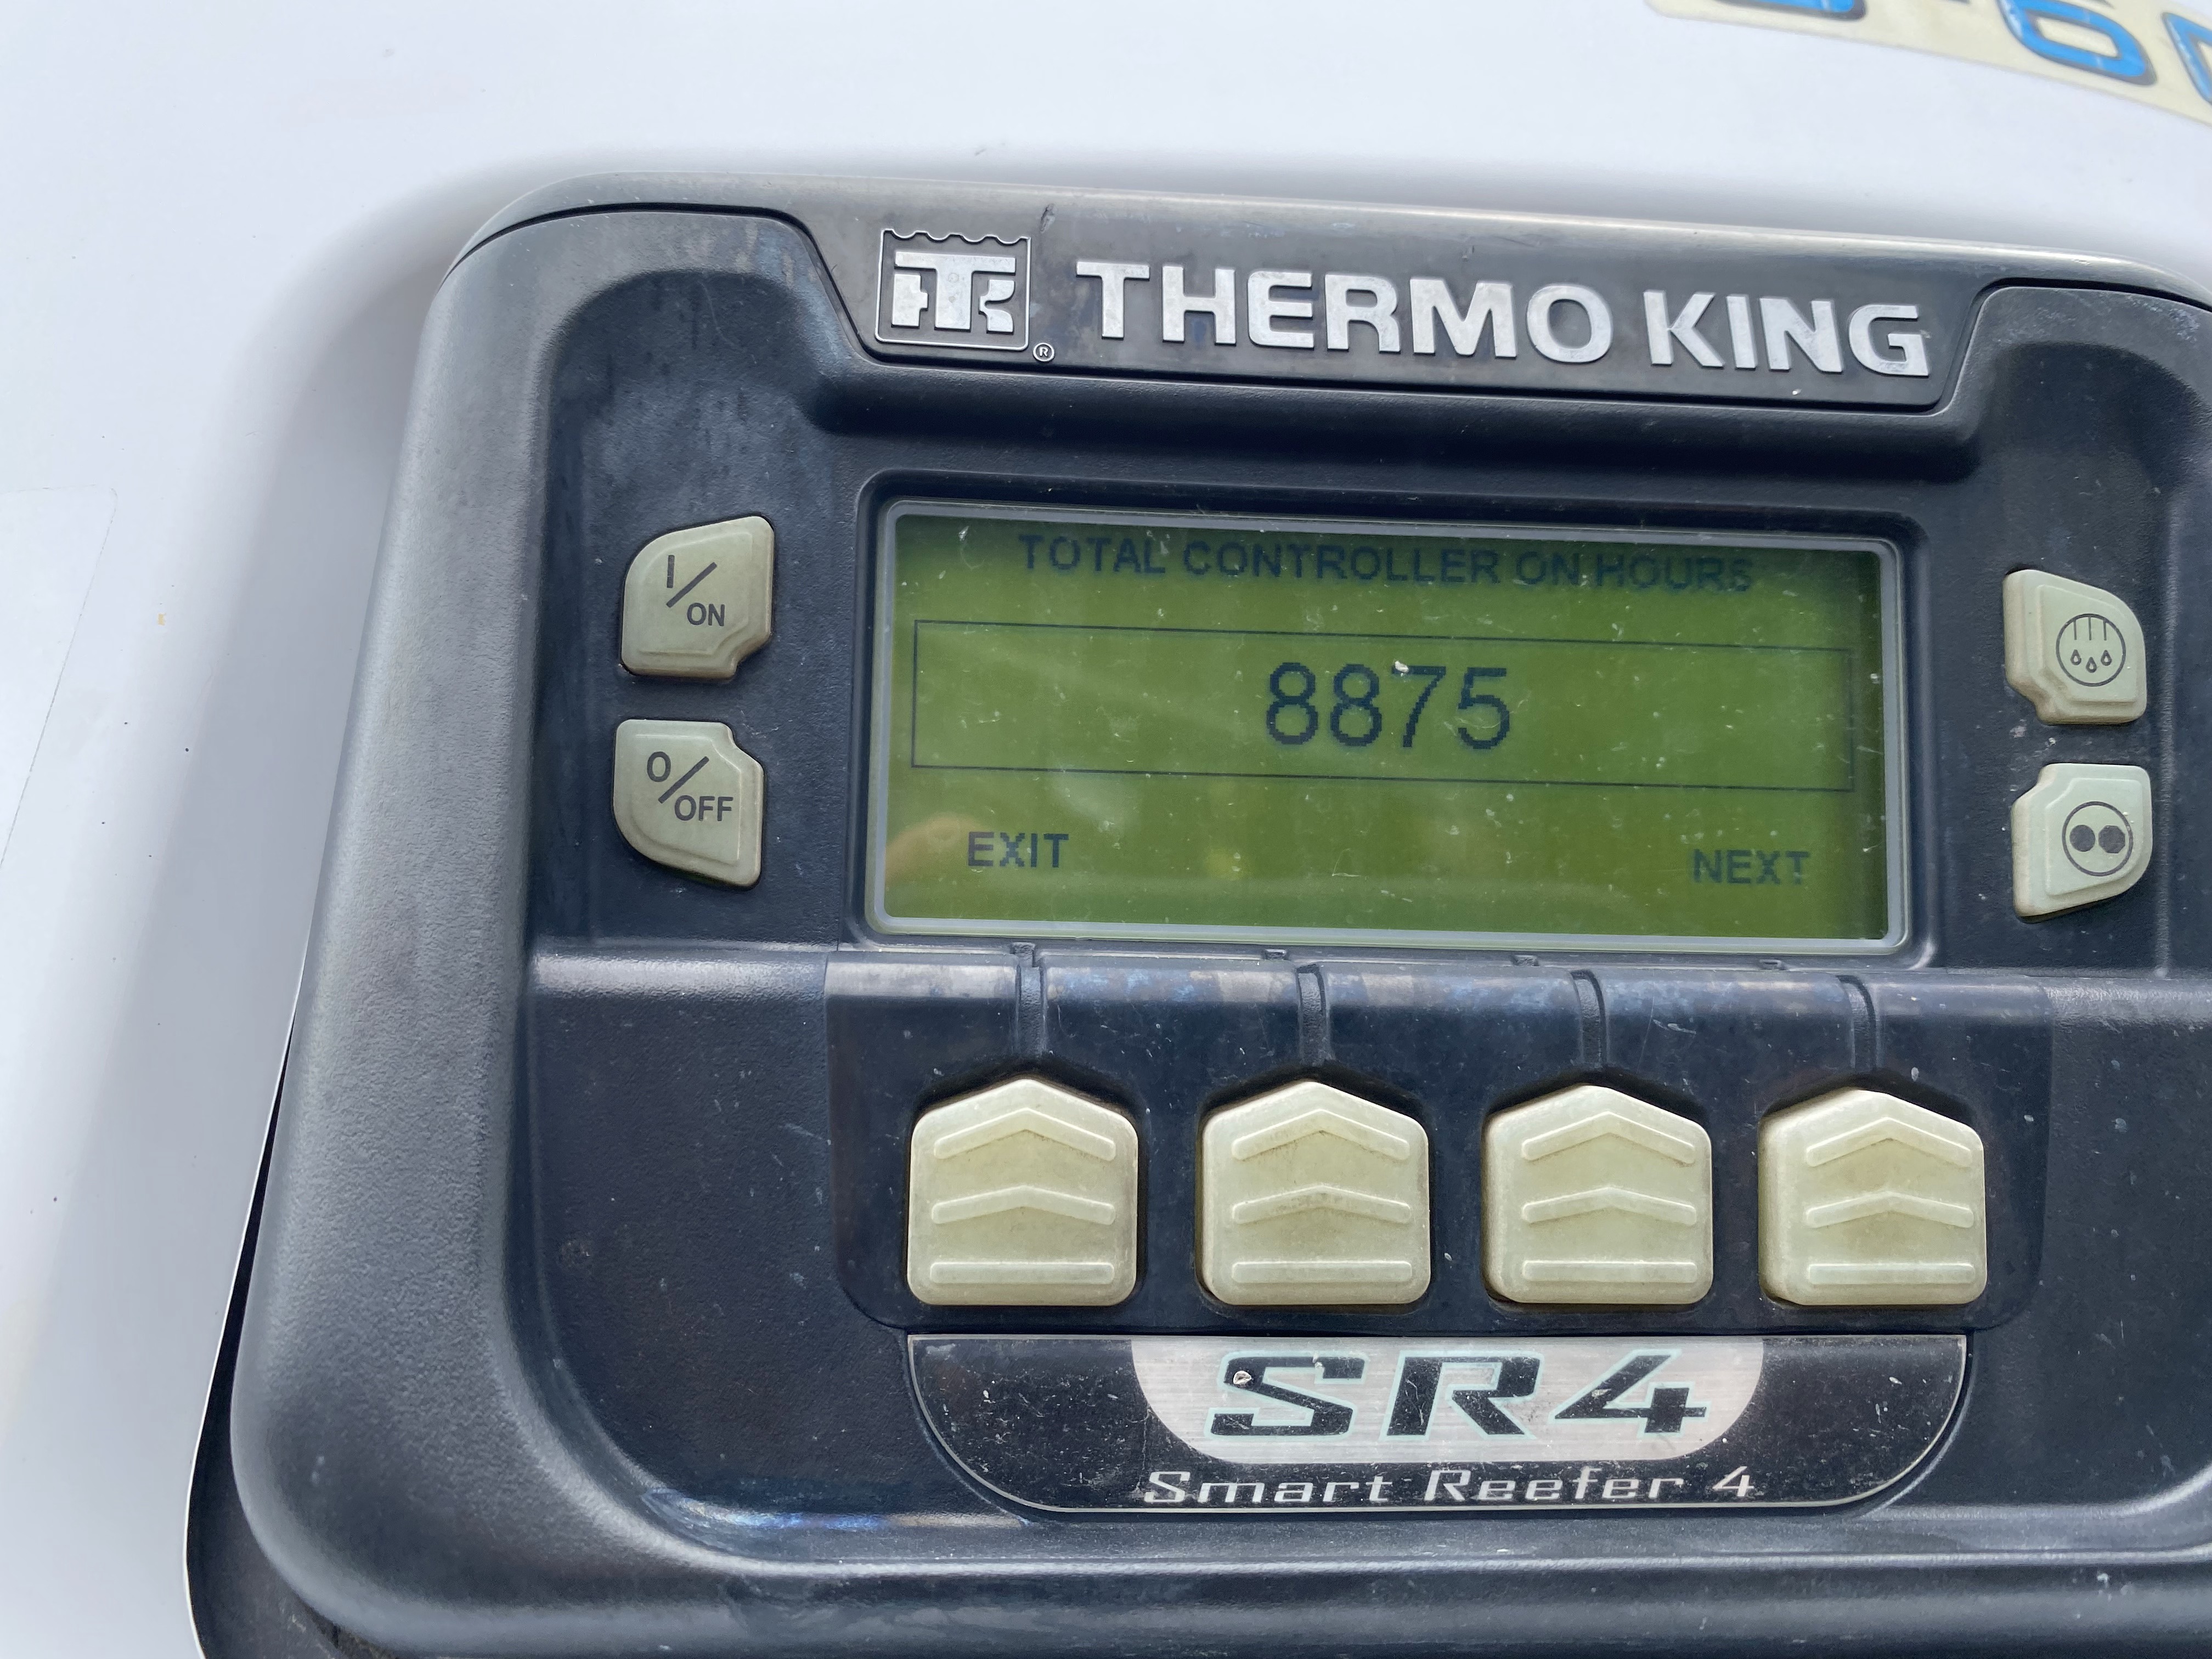 THERMO KING
®
I/ON
O/OFF
TOTAL CONTROLLER ON HOURS
8875
EXIT
NEXT
SR4
Smart Reefer 4